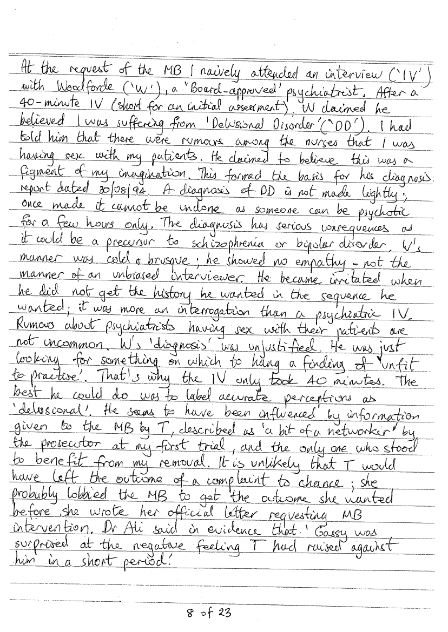 At the request of the MB I naively attended an interview ('IV')
with Woodforde ('W'), a 'Board-approved' psychiatrist. After a
40-minute IV (short for an initial assessment), W claimed he
believed I was suffering from 'Delusional Disorder' ('DD'). I had
told him that there were rumours among the nurses that I was
having sex with my patients. He claimed to believe this was a
figment of my imagination. This formed the basis for his diagnosis,
report dated 30/08/92. A diagnosis of DD is not made lightly;
once made it cannot be undone as someone can be psychotic
for a few hours only. The diagnosis has serious consequences as
it could be a precursor to schizophrenia or bipolar disorder. W's
manner was cold & brusque; he showed no empathy - not the
manner of an unbiased interviewer. He became irritated when
he did not get the history he wanted in the sequence he
wanted; it was more an interrogation than a psychiatric IV.
Rumours about psychiatrists having sex with their patients are
not uncommon. W's 'diagnosis' was unjustified. He was just
looking for something on which to hang a finding of 'unfit
to practise'. That's why the IV only took 40 minutes. The
best he could do was to label accurate perceptions as
'delusional'. He seems to have been influenced by information
given to the MB by T, described as 'a bit of a networker' by
the prosecutor at my first trial, and the only one who stood
to benefit from my removal. It is unlikely that T would
have left the outcome of a complaint to chance; she
probably lobbied the MB to get the outcome she wanted
before she wrote her official letter requesting MB
intervention. Dr Ali said in evidence that 'Gassy was
surprised at the negative feeling T had raised against
him in a short period.'
8 of 23